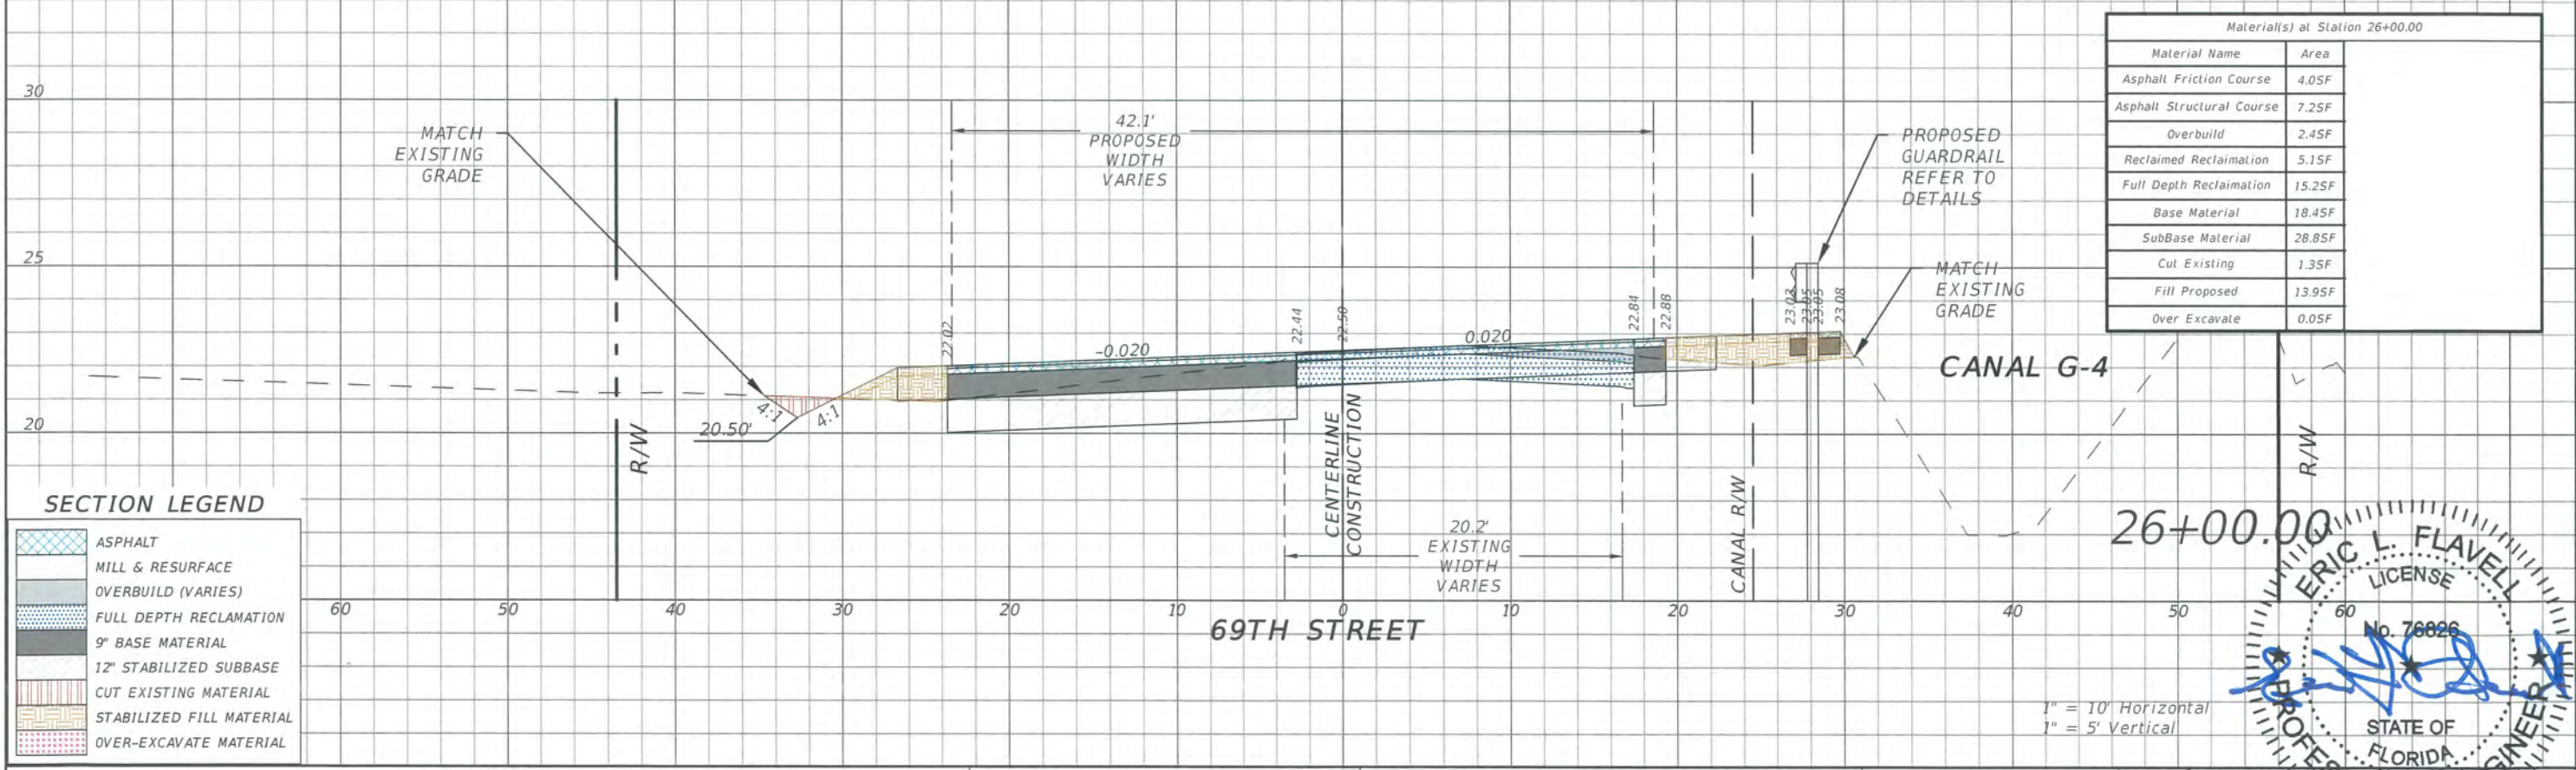 Material(s) at Station 26+00.00
Material Name Area
Asphalt Friction Course 4.0SF
Asphalt Structural Course 7.2SF
Overbuild 2.4SF
Reclaimed Reclaimation 5.1SF
Full Depth Reclaimation 15.2SF
Base Material 18.4SF
SubBase Material 28.8SF
Cut Existing 1.3SF
Fill Proposed 13.9SF
Over Excavate 0.0SF
30
25
20
MATCH
EXISTING
GRADE
42.1'
PROPOSED
WIDTH
VARIES
PROPOSED
GUARDRAIL
REFER TO
DETAILS
MATCH
EXISTING
GRADE
22.02
22.44
22.50
22.84
22.88
23.03
23.05
23.05
23.08
-0.020
0.020
CANAL G-4
4:1
4:1
20.50'
R/W
CENTERLINE
CONSTRUCTION
20.2'
EXISTING
WIDTH
VARIES
CANAL R/W
R/W
26+00.00
SECTION LEGEND
ASPHALT
MILL & RESURFACE
OVERBUILD (VARIES)
FULL DEPTH RECLAMATION
9" BASE MATERIAL
12" STABILIZED SUBBASE
CUT EXISTING MATERIAL
STABILIZED FILL MATERIAL
OVER-EXCAVATE MATERIAL
60 50 40 30 20 10 0 10 20 30 40 50 60
69TH STREET
1" = 10' Horizontal
1" = 5' Vertical
ERIC L. FLAVELL
LICENSE
No. 76826
STATE OF
FLORIDA